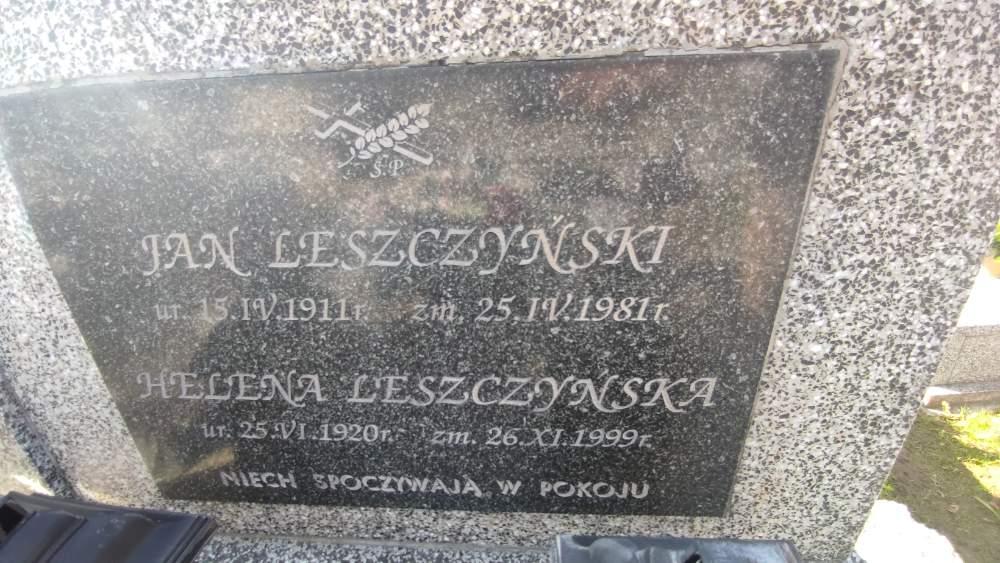 Ś.P.
JAN LESZCZYŃSKI
ur. 15.IV.1911r. zm. 25.IV.1981r.
HELENA LESZCZYŃSKA
ur. 25.VI.1920r. zm. 26.XI.1999r.
NIECH SPOCZYWAJĄ W POKOJU